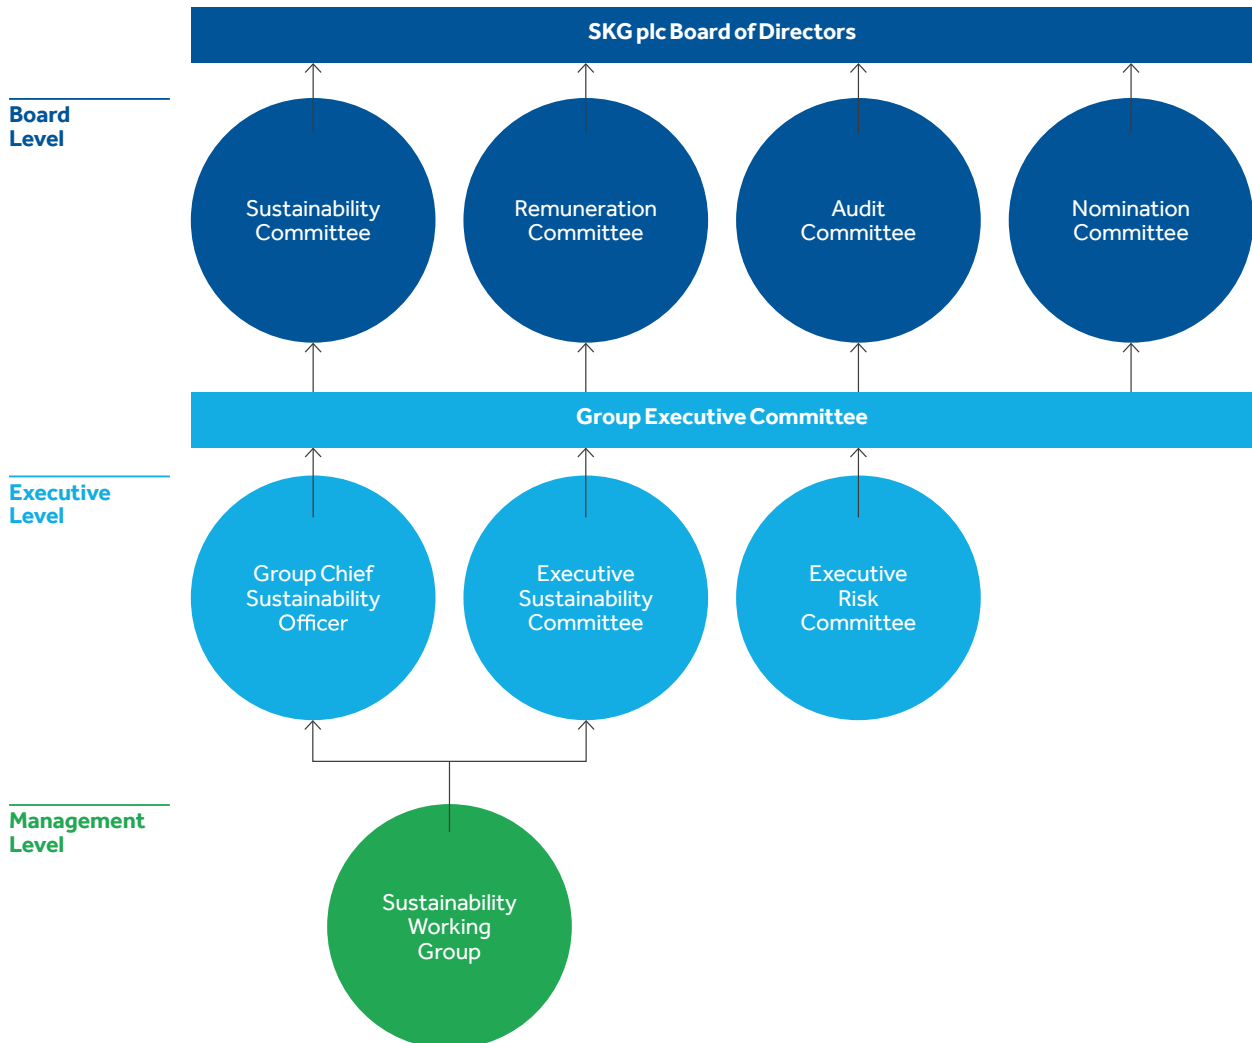 SKG plc Board of Directors
Board
Level
Sustainability
Committee
Remuneration
Committee
Audit
Committee
Nomination
Committee
Group Executive Committee
Executive
Level
Group Chief
Sustainability
Officer
Executive
Sustainability
Committee
Executive
Risk
Committee
Management
Level
Sustainability
Working
Group